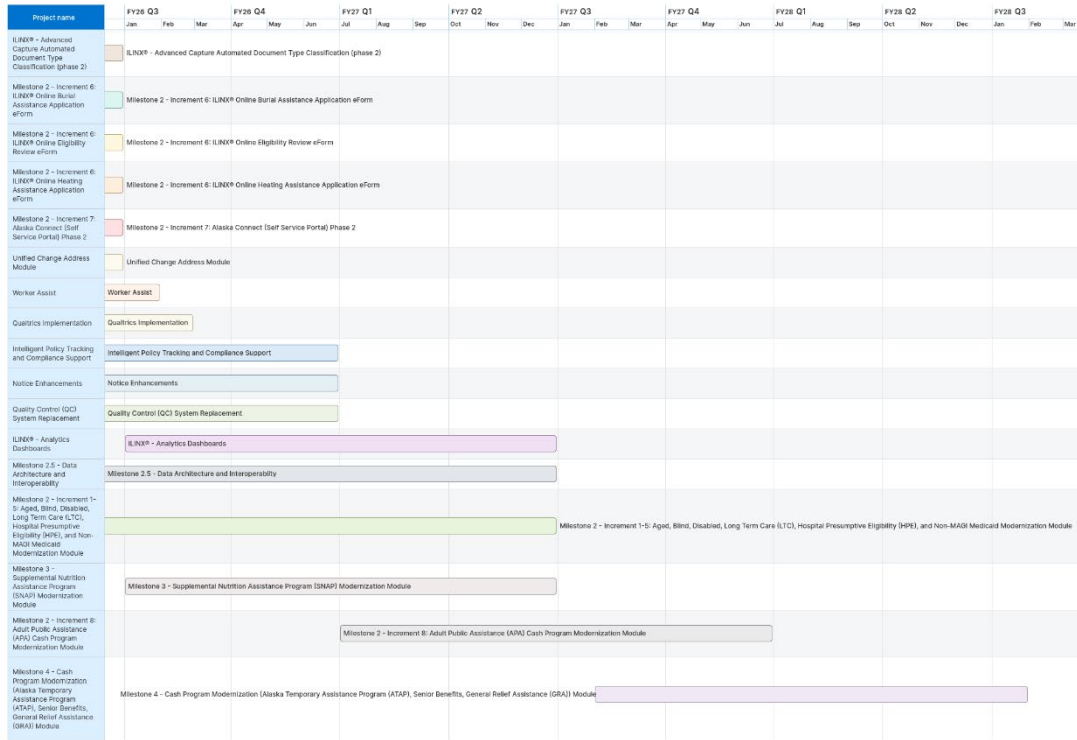 Project name
FY26 Q3 FY26 Q4 FY27 Q1 FY27 Q2 FY27 Q3 FY27 Q4 FY28 Q1 FY28 Q2 FY28 Q3
Jan Feb Mar Apr May Jun Jul Aug Sep Oct Nov Dec Jan Feb Mar Apr May Jun Jul Aug Sep Oct Nov Dec Jan Feb Mar
ILINX® - Advanced
Capture Automated
Document Type
Classification (phase 2)
ILINX® - Advanced Capture Automated Document Type Classification (phase 2)
Milestone 2 - Increment 6:
ILINX® Online Burial
Assistance Application
eForm
Milestone 2 - Increment 6: ILINX® Online Burial Assistance Application eForm
Milestone 2 - Increment 6:
ILINX® Online Eligibility
Review eForm
Milestone 2 - Increment 6: ILINX® Online Eligibility Review eForm
Milestone 2 - Increment 6:
ILINX® Online Heating
Assistance Application
eForm
Milestone 2 - Increment 6: ILINX® Online Heating Assistance Application eForm
Milestone 2 - Increment 7:
Alaska Connect (Self
Service Portal) Phase 2
Milestone 2 - Increment 7: Alaska Connect (Self Service Portal) Phase 2
Unified Change Address
Module
Unified Change Address Module
Worker Assist
Worker Assist
Qualtrics Implementation
Qualtrics Implementation
Intelligent Policy Tracking
and Compliance Support
Intelligent Policy Tracking and Compliance Support
Notice Enhancements
Notice Enhancements
Quality Control (QC)
System Replacement
Quality Control (QC) System Replacement
ILINX® - Analytics
Dashboards
ILINX® - Analytics Dashboards
Milestone 2.5 - Data
Architecture and
Interoperabilty
Milestone 2.5 - Data Architecture and Interoperabilty
Milestone 2 - Increment 1-
5: Aged, Blind, Disabled,
Long Term Care (LTC),
Hospital Presumptive
Eligibility (HPE), and Non-
MAGI Medicaid
Modernization Module
Milestone 2 - Increment 1-5: Aged, Blind, Disabled, Long Term Care (LTC), Hospital Presumptive Eligibility (HPE), and Non-MAGI Medicaid Modernization Module
Milestone 3 -
Supplemental Nutrition
Assistance Program
(SNAP) Modernization
Module
Milestone 3 - Supplemental Nutrition Assistance Program (SNAP) Modernization Module
Milestone 2 - Increment 8:
Adult Public Assistance
(APA) Cash Program
Modernization Module
Milestone 2 - Increment 8: Adult Public Assistance (APA) Cash Program Modernization Module
Milestone 4 - Cash
Program Modernization
(Alaska Temporary
Assistance Program
(ATAP), Senior Benefits,
General Relief Assistance
(GRA)) Module
Milestone 4 - Cash Program Modernization (Alaska Temporary Assistance Program (ATAP), Senior Benefits, General Relief Assistance (GRA)) Module